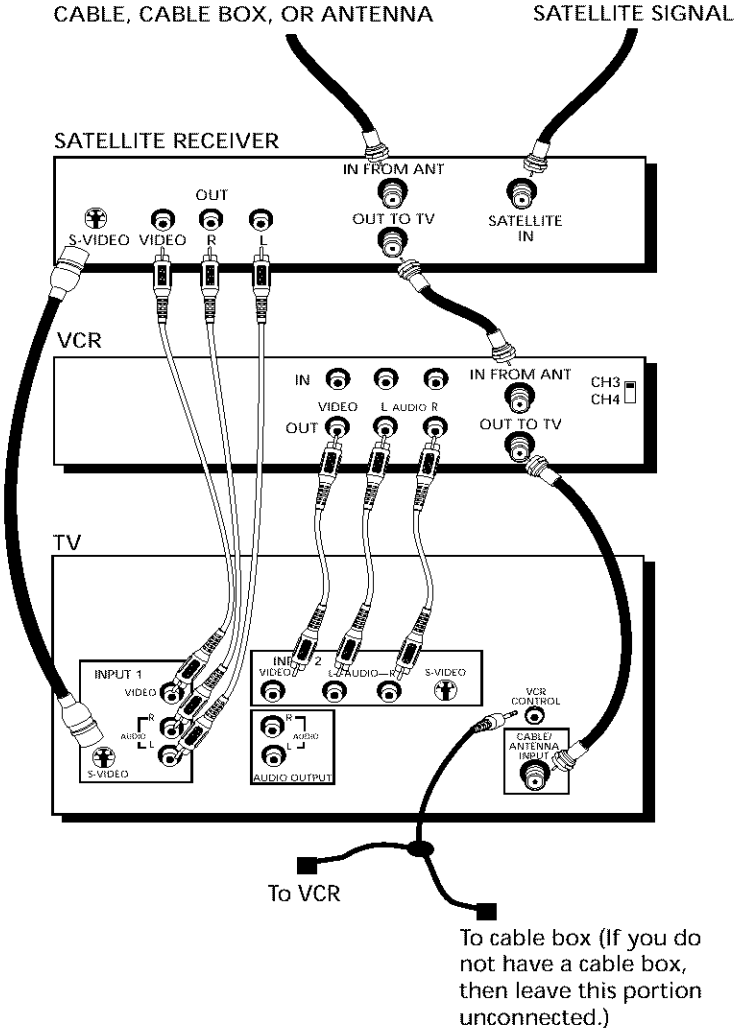 CABLE, CABLE BOX, OR ANTENNA
SATELLITE SIGNAL
SATELLITE RECEIVER
IN FROM ANT
OUT
S-VIDEO VIDEO R L
OUT TO TV
SATELLITE
IN
VCR
IN
IN FROM ANT
CH3
CH4
VIDEO L AUDIO R
OUT
OUT TO TV
TV
INPUT 1
VIDEO
R
AUDIO
L
S-VIDEO
VIDEO L AUDIO R S-VIDEO
R
AUDIO
L
AUDIO OUTPUT
VCR
CONTROL
CABLE/
ANTENNA
INPUT
To VCR
To cable box (If you do
not have a cable box,
then leave this portion
unconnected.)